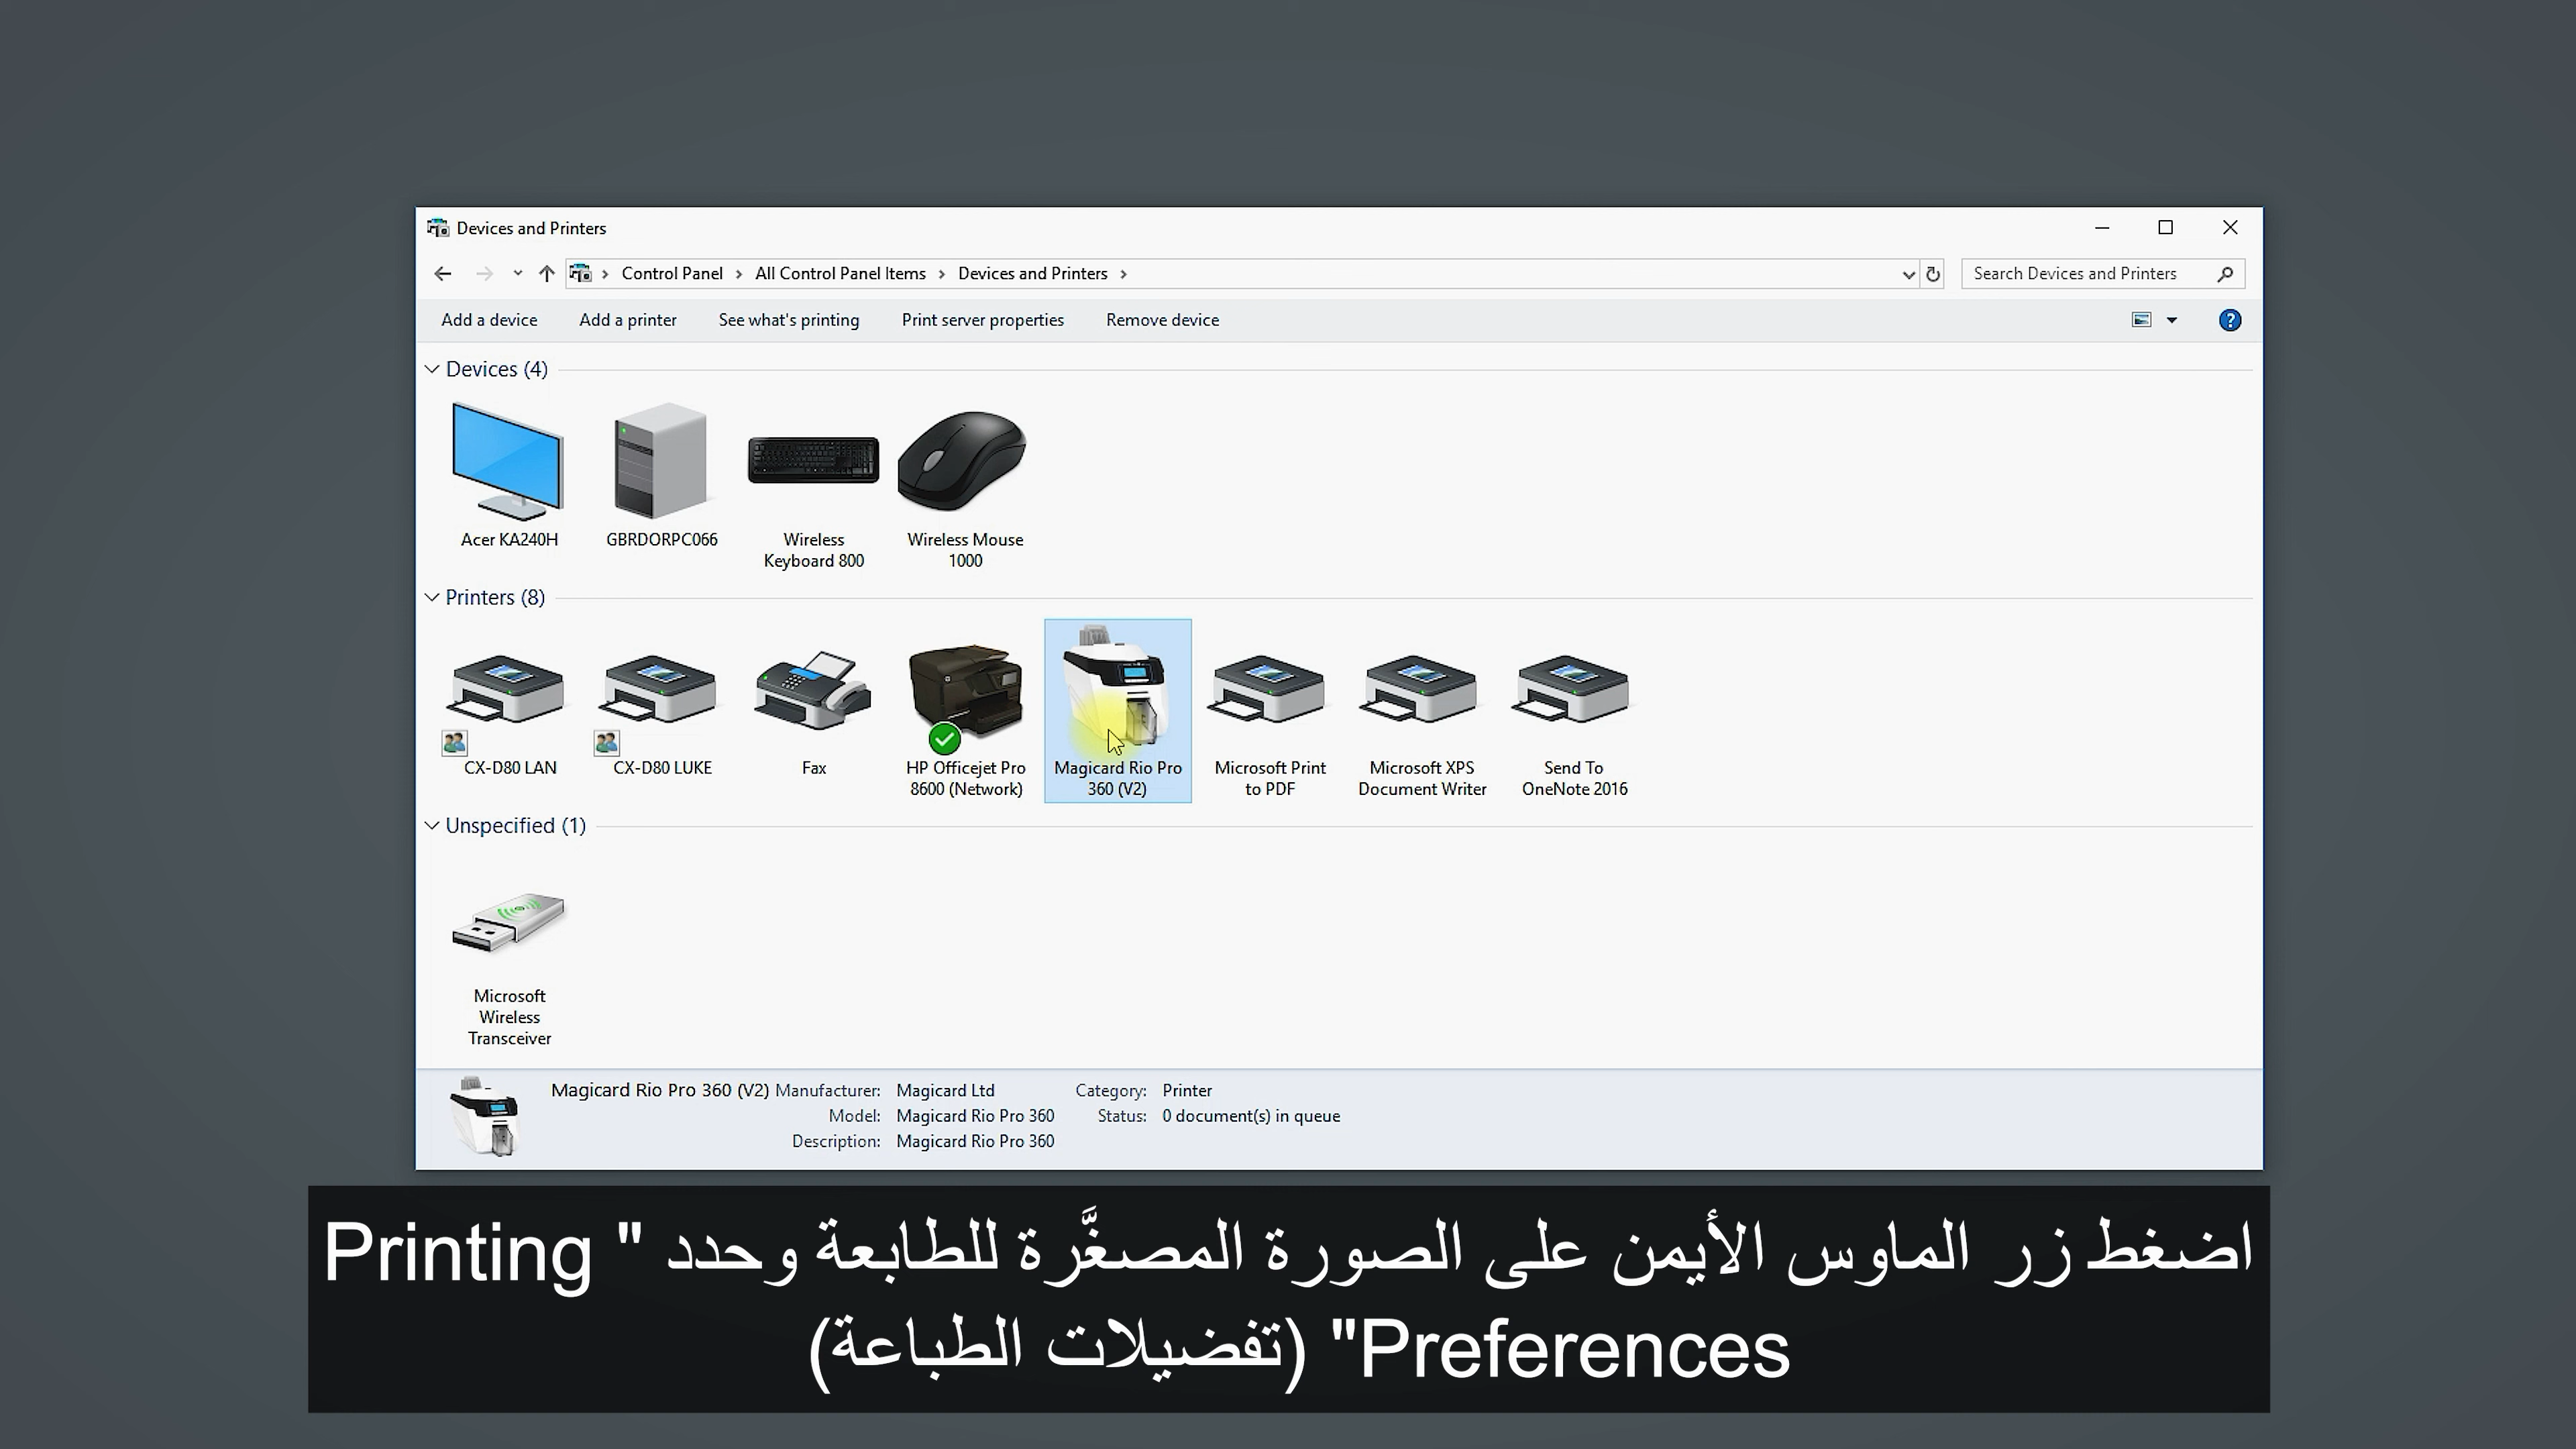 Devices and Printers
Control Panel > All Control Panel Items > Devices and Printers >
Search Devices and Printers
Add a device Add a printer See what's printing Print server properties Remove device
?
Devices (4)
Acer KA240H
GBRDORPC066
Wireless
Keyboard 800
Wireless Mouse
1000
Printers (8)
CX-D80 LAN
CX-D80 LUKE
Fax
HP Officejet Pro
8600 (Network)
Magicard Rio Pro
360 (V2)
Microsoft Print
to PDF
Microsoft XPS
Document Writer
Send To
OneNote 2016
Unspecified (1)
Microsoft
Wireless
Transceiver
Magicard Rio Pro 360 (V2) Manufacturer: Magicard Ltd Category: Printer
Model: Magicard Rio Pro 360 Status: 0 document(s) in queue
Description: Magicard Rio Pro 360
اضغط زر الماوس الأيمن على الصورة المصغَّرة للطابعة وحدد " Printing
Preferences" (تفضيلات الطباعة)